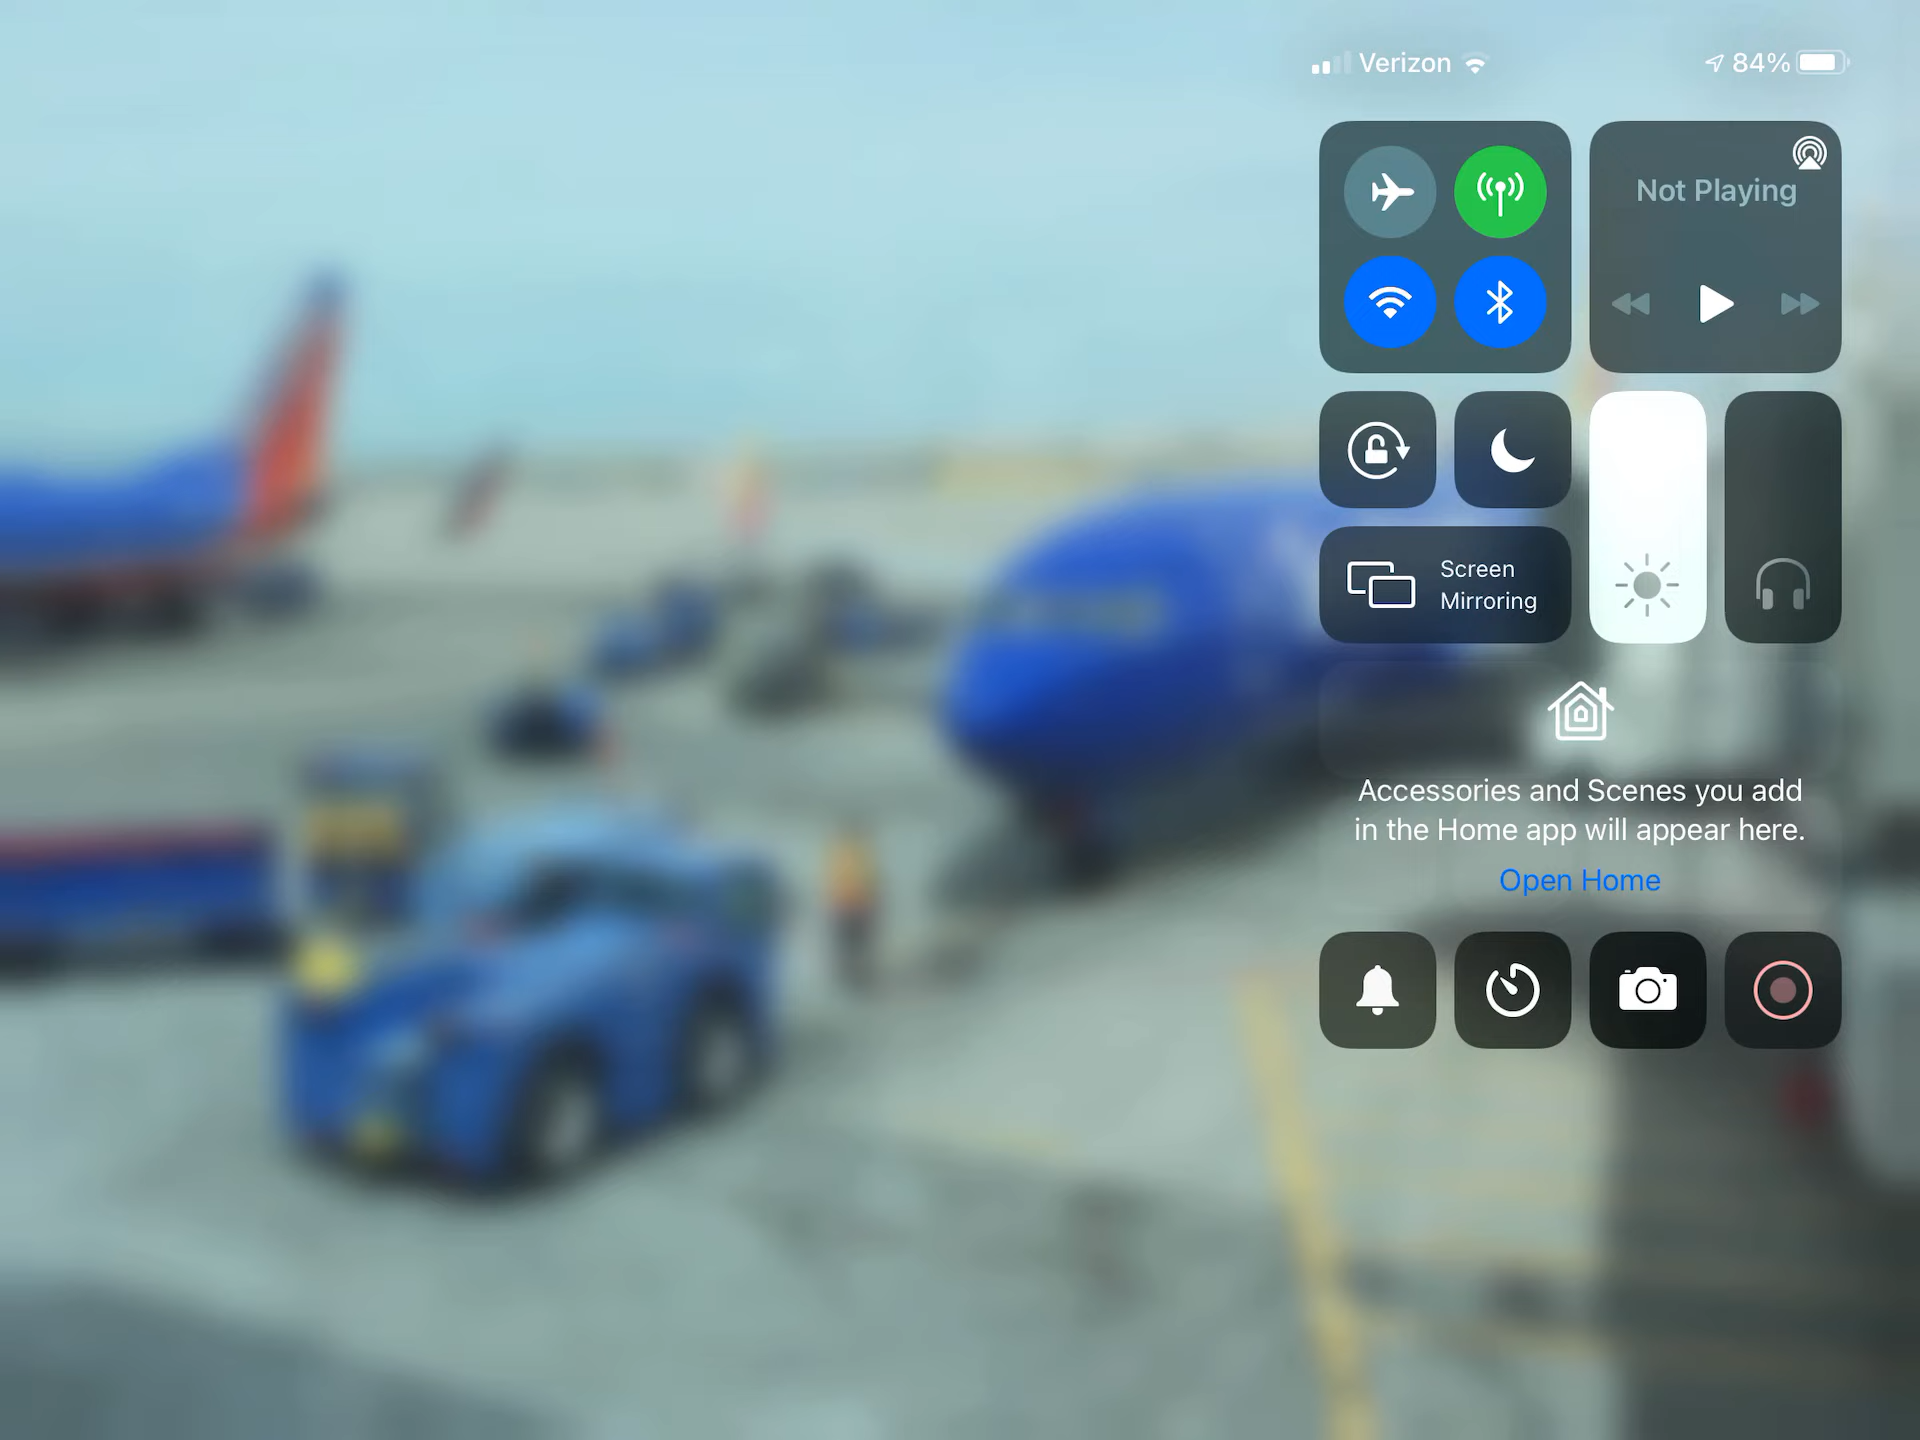 Verizon
84%
Not Playing
Screen
Mirroring
Accessories and Scenes you add
in the Home app will appear here.
Open Home